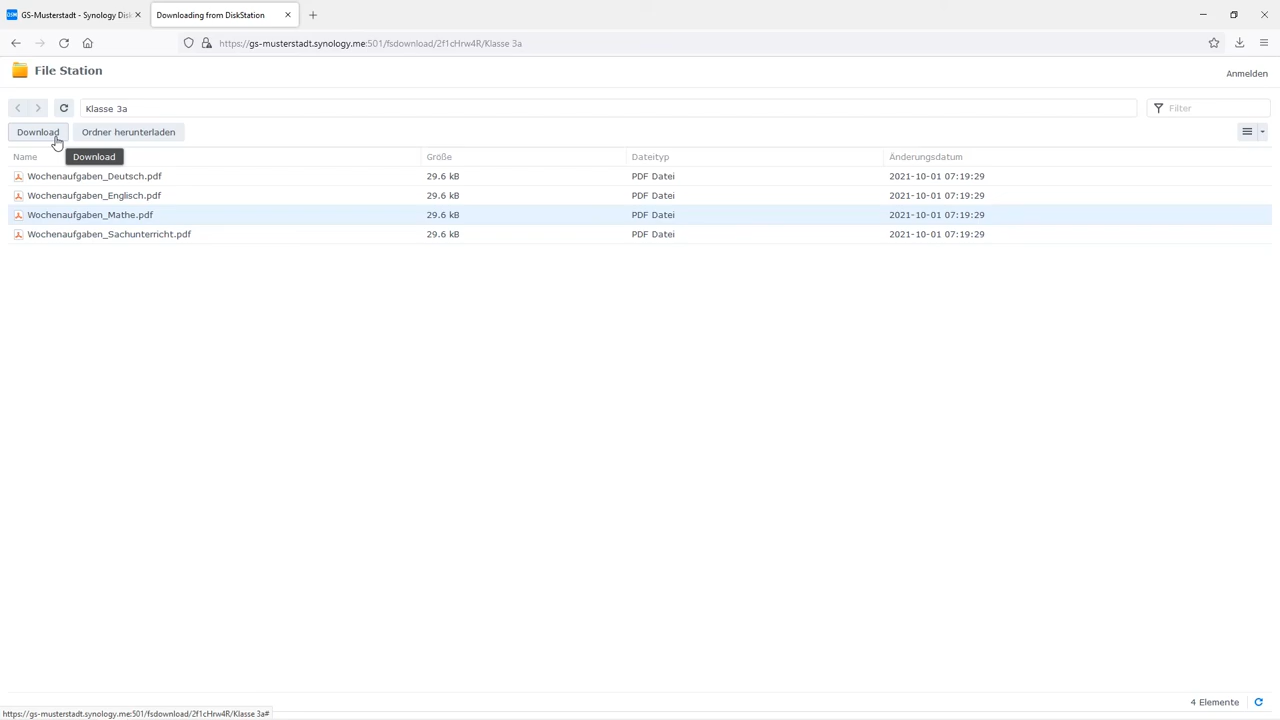 GS-Musterstadt - Synology Disk
Downloading from DiskStation
https://gs-musterstadt.synology.me:501/fsdownload/2f1cHrw4R/Klasse 3a
File Station
Anmelden
Klasse 3a
Filter
Download Ordner herunterladen
Download
Name Größe Dateityp Änderungsdatum
Wochenaufgaben_Deutsch.pdf 29.6 kB PDF Datei 2021-10-01 07:19:29
Wochenaufgaben_Englisch.pdf 29.6 kB PDF Datei 2021-10-01 07:19:29
Wochenaufgaben_Mathe.pdf 29.6 kB PDF Datei 2021-10-01 07:19:29
Wochenaufgaben_Sachunterricht.pdf 29.6 kB PDF Datei 2021-10-01 07:19:29
4 Elemente
https://gs-musterstadt.synology.me:501/fsdownload/2f1cHrw4R/Klasse 3a#